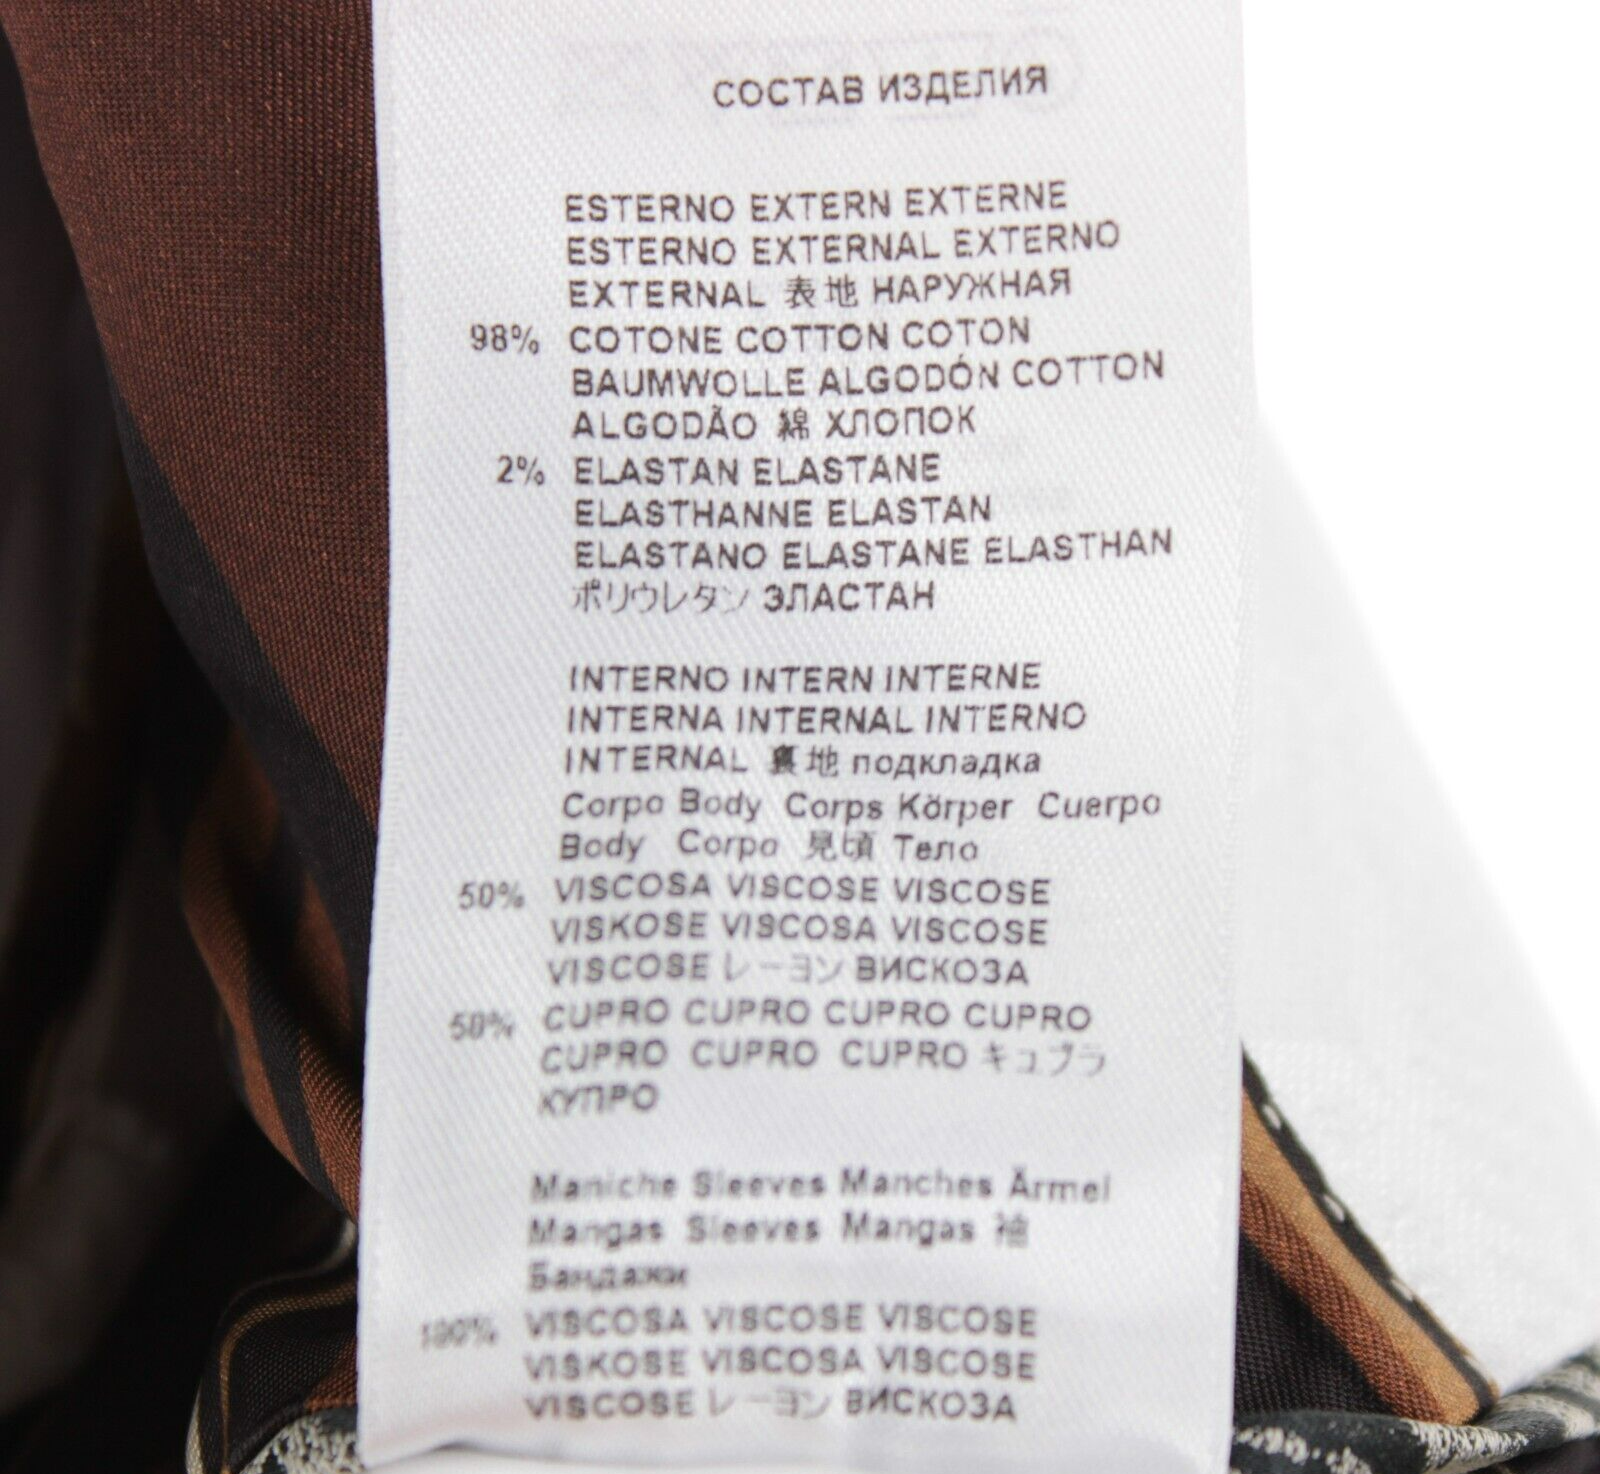 СОСТАВ ИЗДЕЛИЯ
ESTERNO EXTERN EXTERNE
ESTERNO EXTERNAL EXTERNO
EXTERNAL 表地 НАРУЖНАЯ
98% COTONE COTTON COTON
BAUMWOLLE ALGODÓN COTTON
ALGODÃO 綿 ХЛОПОК
2% ELASTAN ELASTANE
ELASTHANNE ELASTAN
ELASTANO ELASTANE ELASTHAN
ポリウレタン ЭЛАСТАН
INTERNO INTERN INTERNE
INTERNA INTERNAL INTERNO
INTERNAL 裏地 подкладка
Corpo Body Corps Körper Cuerpo
Body Corpo 見頃 Тело
50% VISCOSA VISCOSE VISCOSE
VISKOSE VISCOSA VISCOSE
VISCOSE レーヨン ВИСКОЗА
50% CUPRO CUPRO CUPRO CUPRO
CUPRO CUPRO CUPRO キュプラ
КУПРО
Maniche Sleeves Manches Ärmel
Mangas Sleeves Mangas 袖
Бандажи
100% VISCOSA VISCOSE VISCOSE
VISKOSE VISCOSA VISCOSE
VISCOSE レーヨン ВИСКОЗА